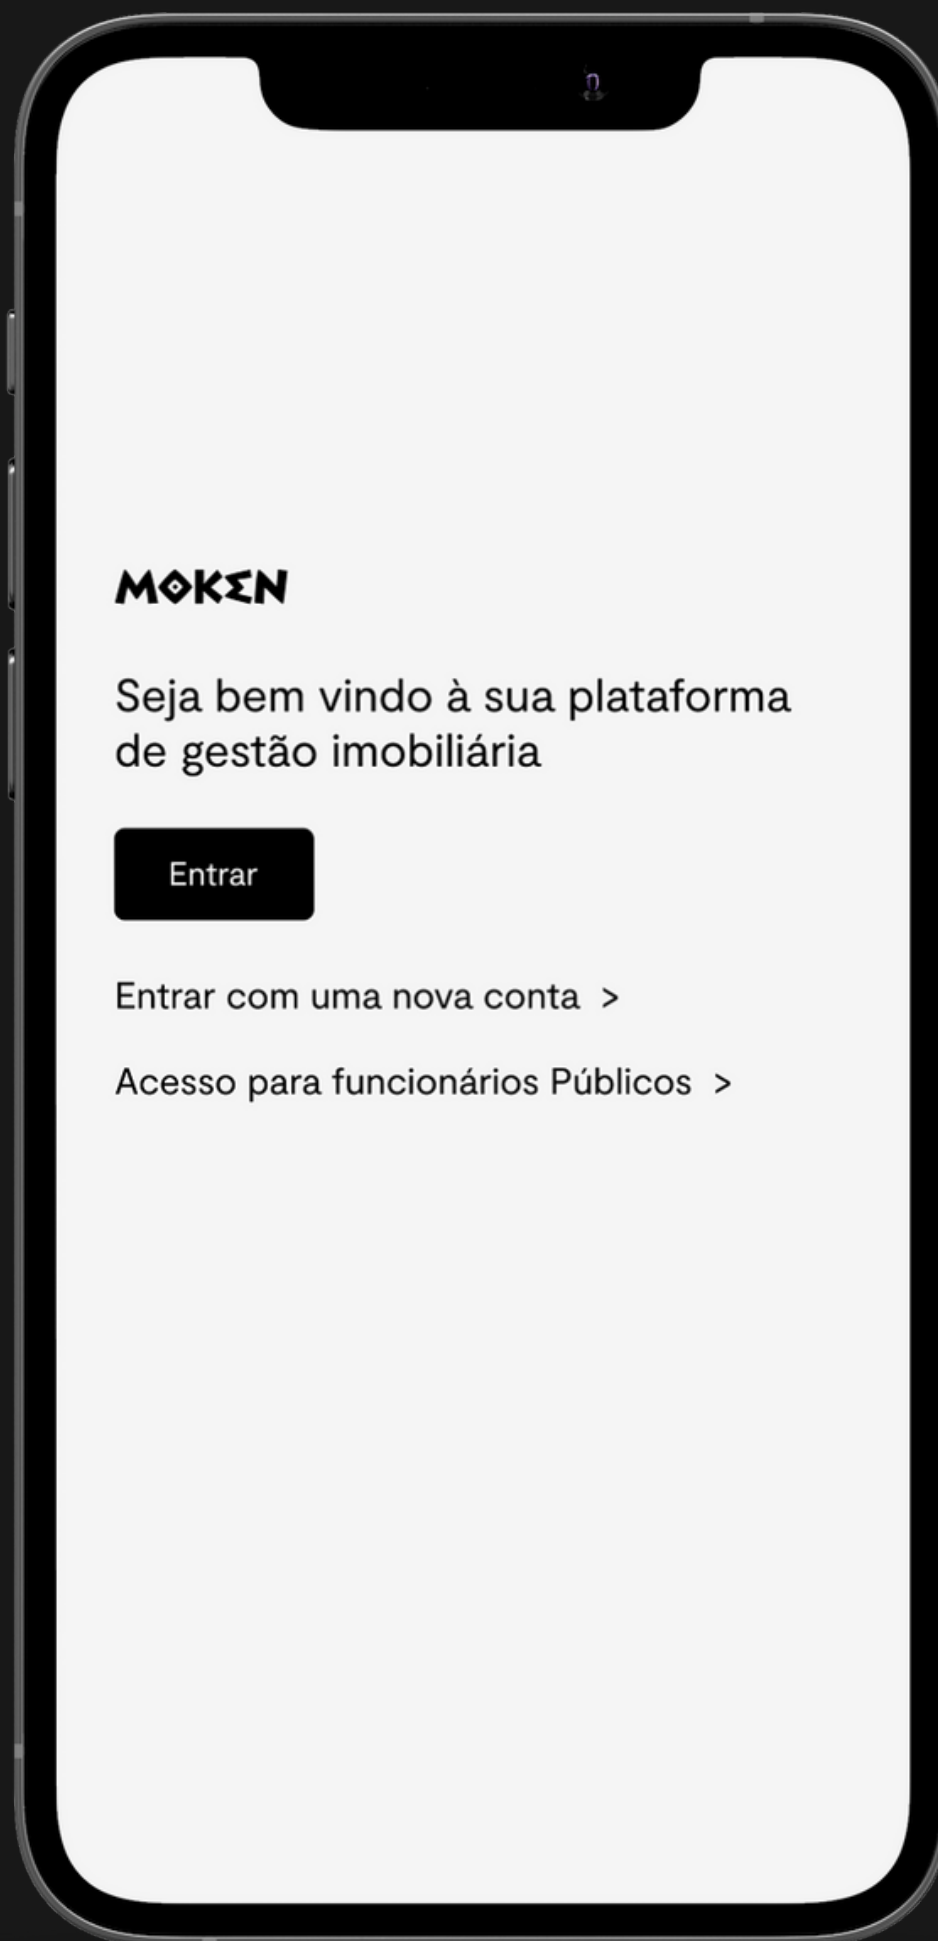 MOKEN
Seja bem vindo à sua plataforma
de gestão imobiliária
Entrar
Entrar com uma nova conta >
Acesso para funcionários Públicos >